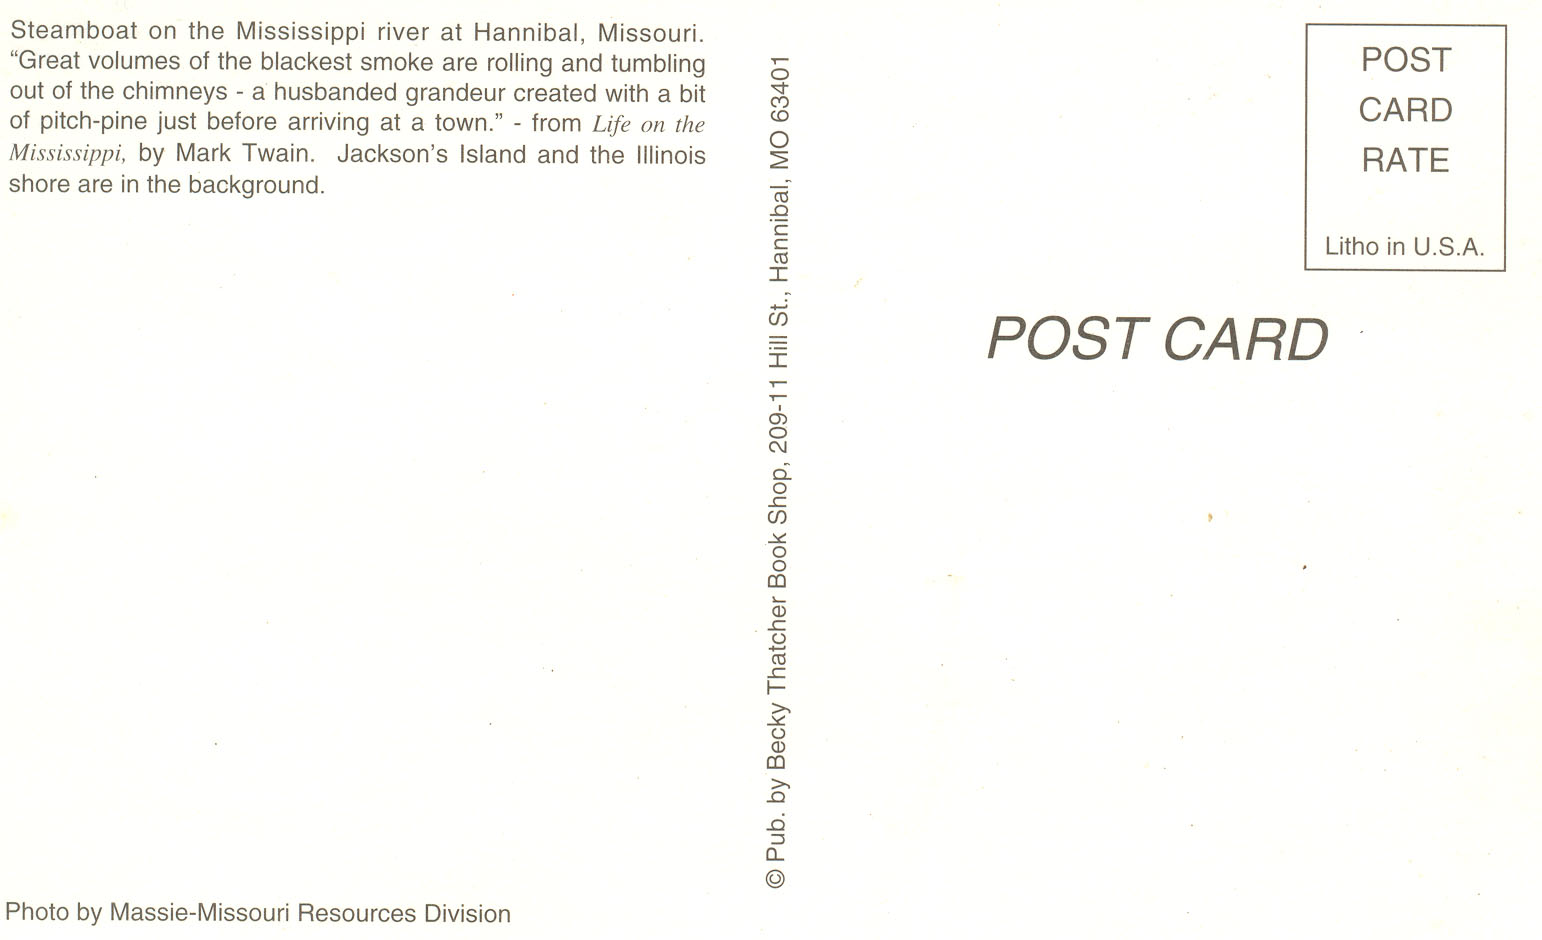 Steamboat on the Mississippi river at Hannibal, Missouri.
“Great volumes of the blackest smoke are rolling and tumbling
out of the chimneys - a husbanded grandeur created with a bit
of pitch-pine just before arriving at a town.” - from Life on the
Mississippi, by Mark Twain.  Jackson’s Island and the Illinois
shore are in the background.
Photo by Massie-Missouri Resources Division
© Pub. by Becky Thatcher Book Shop, 209-11 Hill St., Hannibal, MO 63401
POST
CARD
RATE
Litho in U.S.A.
POST CARD